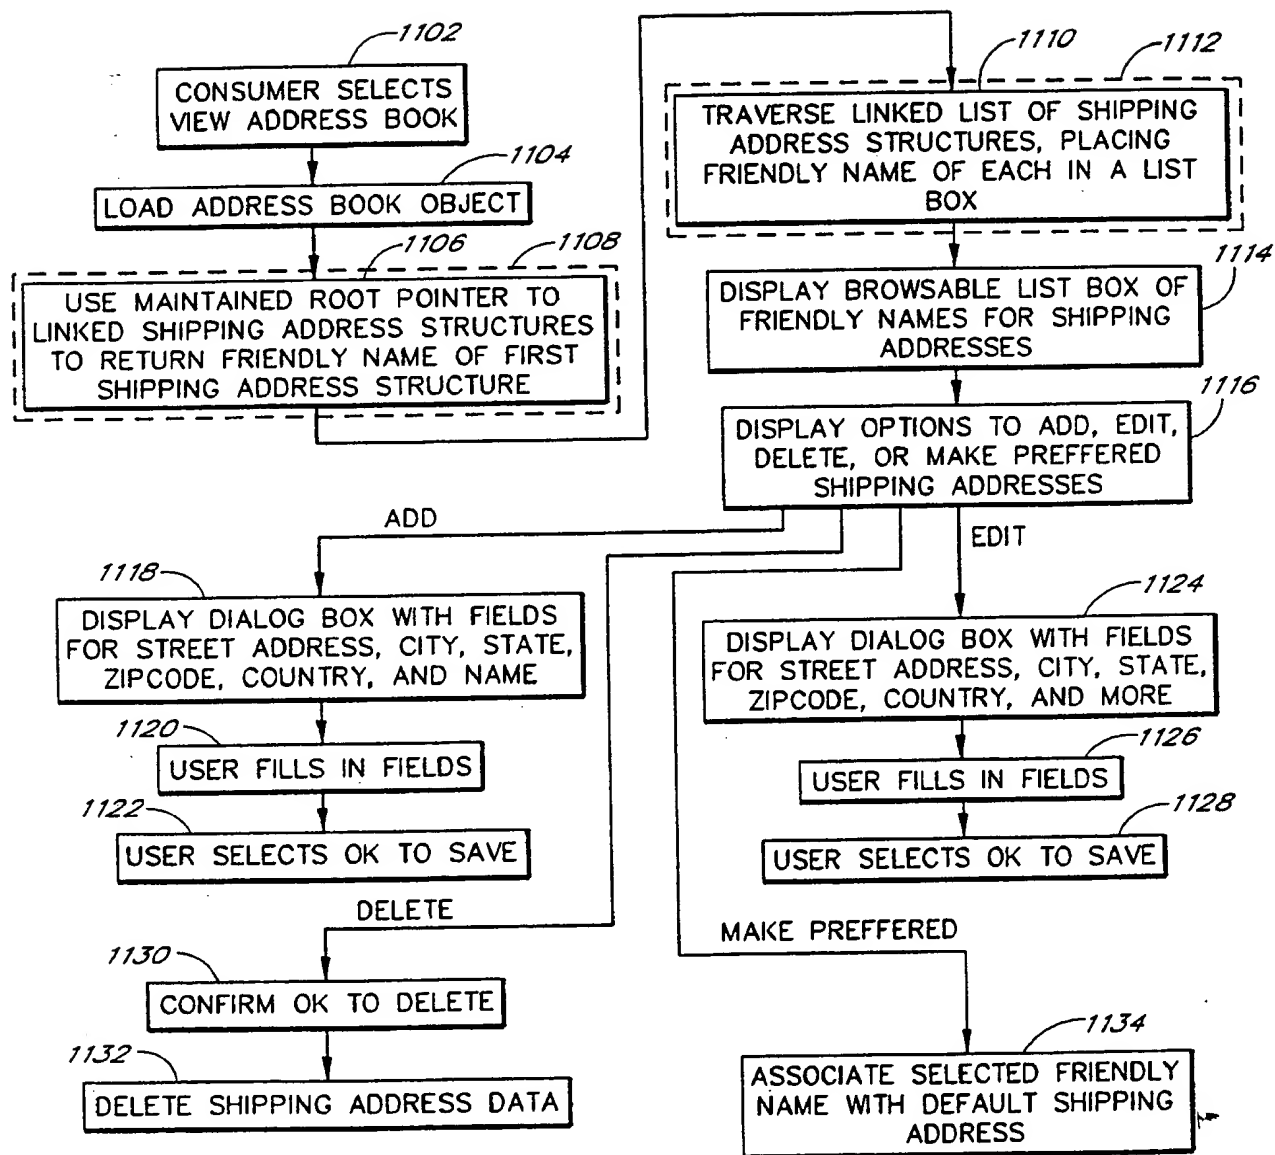 1102
CONSUMER SELECTS
VIEW ADDRESS BOOK
1104
LOAD ADDRESS BOOK OBJECT
1106
1108
USE MAINTAINED ROOT POINTER TO
LINKED SHIPPING ADDRESS STRUCTURES
TO RETURN FRIENDLY NAME OF FIRST
SHIPPING ADDRESS STRUCTURE
1110
1112
TRAVERSE LINKED LIST OF SHIPPING
ADDRESS STRUCTURES, PLACING
FRIENDLY NAME OF EACH IN A LIST
BOX
1114
DISPLAY BROWSABLE LIST BOX OF
FRIENDLY NAMES FOR SHIPPING
ADDRESSES
1116
DISPLAY OPTIONS TO ADD, EDIT,
DELETE, OR MAKE PREFFERED
SHIPPING ADDRESSES
ADD
1118
DISPLAY DIALOG BOX WITH FIELDS
FOR STREET ADDRESS, CITY, STATE,
ZIPCODE, COUNTRY, AND NAME
1120
USER FILLS IN FIELDS
1122
USER SELECTS OK TO SAVE
EDIT
1124
DISPLAY DIALOG BOX WITH FIELDS
FOR STREET ADDRESS, CITY, STATE,
ZIPCODE, COUNTRY, AND MORE
1126
USER FILLS IN FIELDS
1128
USER SELECTS OK TO SAVE
DELETE
1130
CONFIRM OK TO DELETE
1132
DELETE SHIPPING ADDRESS DATA
MAKE PREFFERED
1134
ASSOCIATE SELECTED FRIENDLY
NAME WITH DEFAULT SHIPPING
ADDRESS